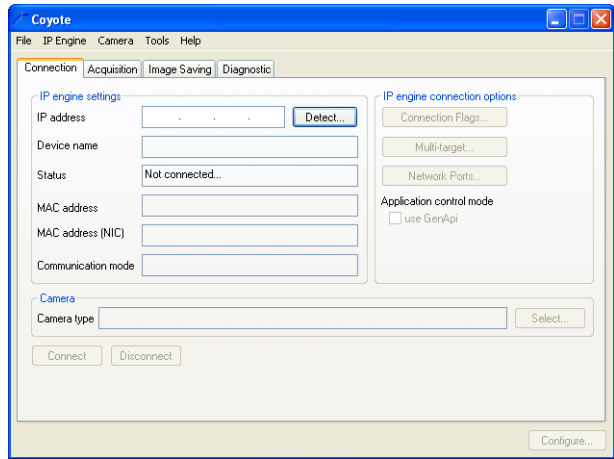 Coyote
File IP Engine Camera Tools Help
Connection Acquisition Image Saving Diagnostic
IP engine settings
IP address . . . Detect...
Device name
Status Not connected...
MAC address
MAC address (NIC)
Communication mode
IP engine connection options
Connection Flags...
Multi-target...
Network Ports...
Application control mode
use GenApi
Camera
Camera type Select...
Connect Disconnect
Configure...